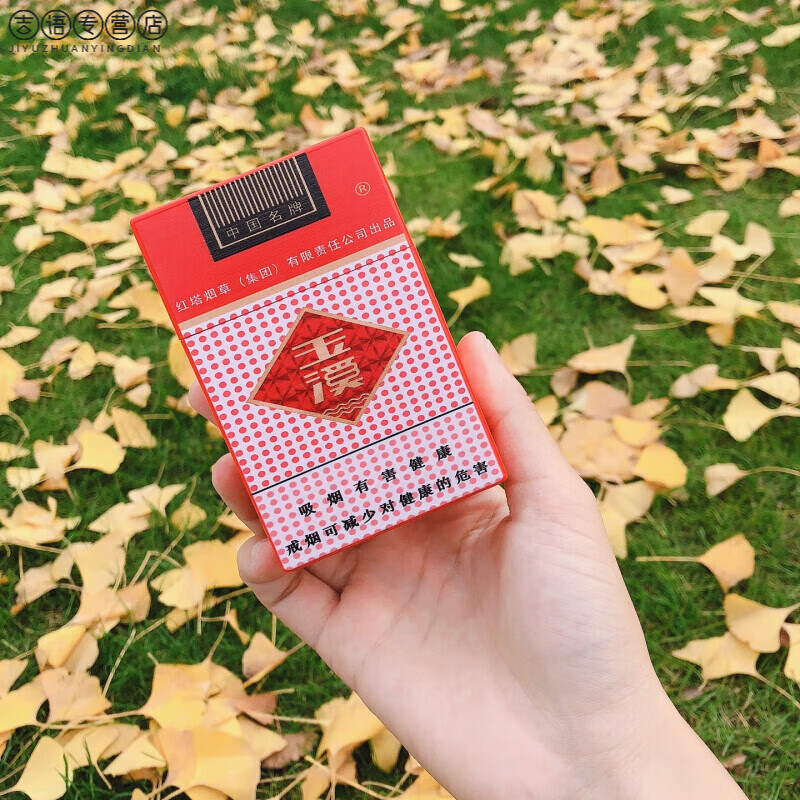 吉语专营店
JIYUZHUANYINGDIAN
中国名牌
®
红塔烟草（集团）有限责任公司出品
玉溪
吸烟有害健康
戒烟可减少对健康的危害